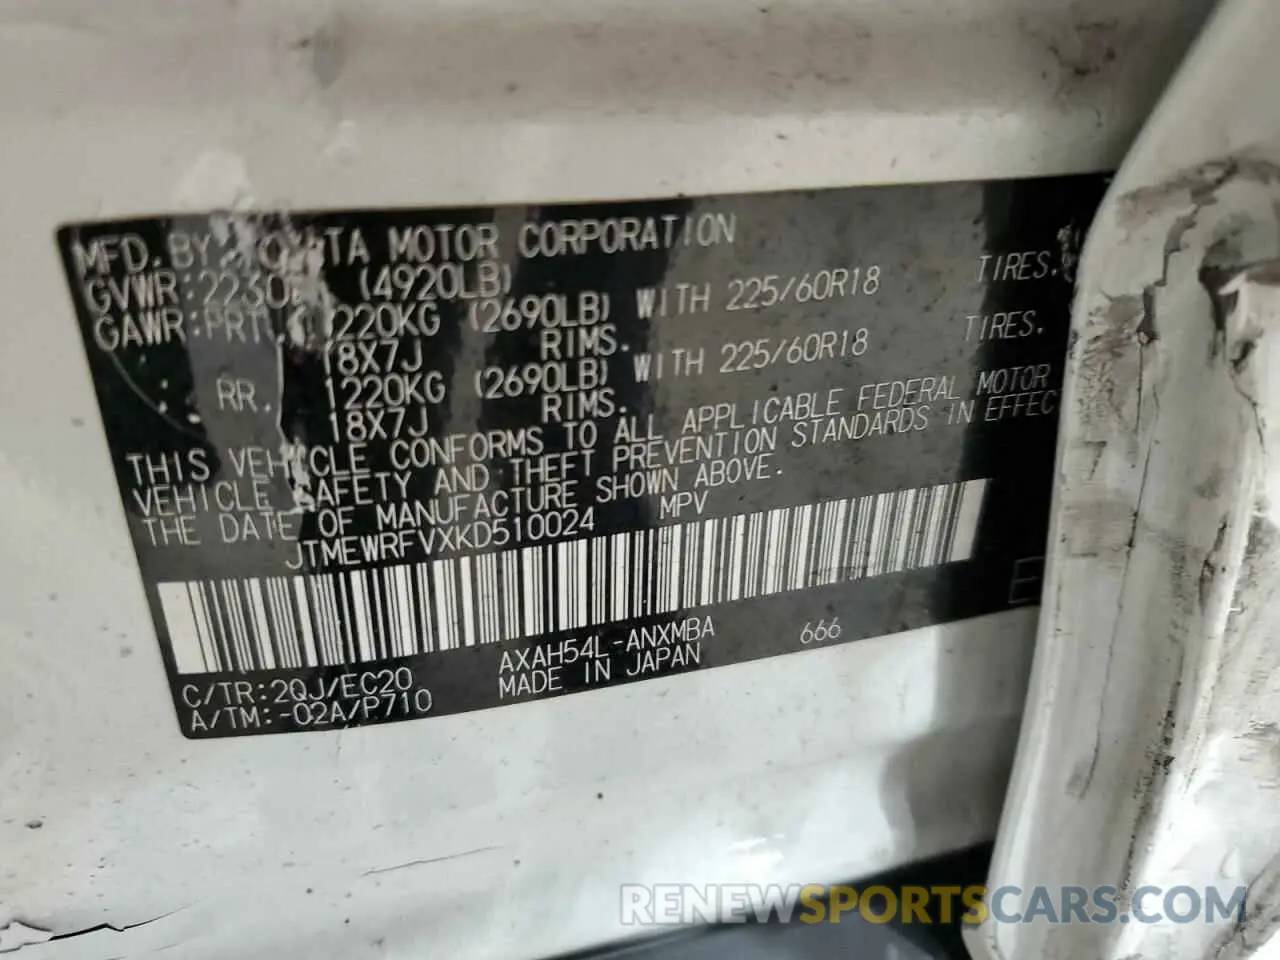 MFD. BY TOYOTA MOTOR CORPORATION
GVWR: (4920LB)
GAWR: 1220KG (2690LB) WITH 225/60R18 TIRES.
18X7J RIMS.
RR. 1220KG (2690LB) WITH 225/60R18 TIRES.
18X7J RIMS.
THIS VEHICLE CONFORMS TO ALL APPLICABLE FEDERAL MOTOR
VEHICLE SAFETY AND THEFT PREVENTION STANDARDS IN EFFEC
THE DATE OF MANUFACTURE SHOWN ABOVE.
JTMEWRFVXKD510024 MPV
C/TR:2QJ/EC20 AXAH54L-ANXMBA 666
A/TM:-02A/P710 MADE IN JAPAN
RENEWSPORTSCARS.COM